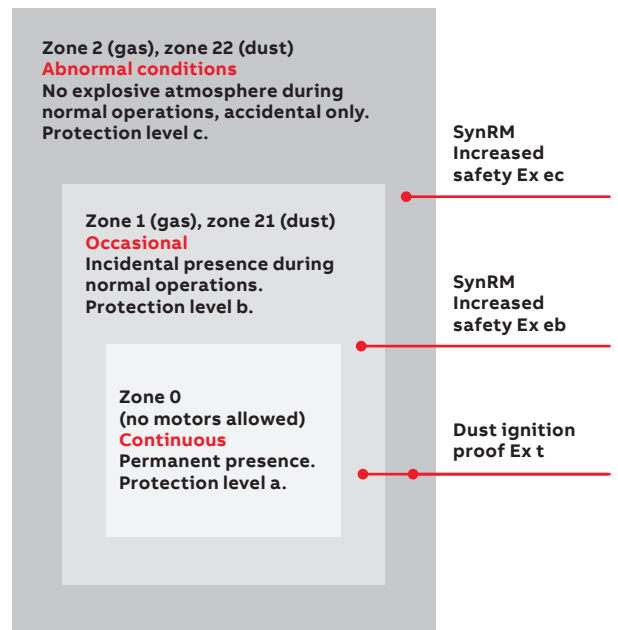 Zone 2 (gas), zone 22 (dust)
Abnormal conditions
No explosive atmosphere during
normal operations, accidental only.
Protection level c.
SynRM
Increased
safety Ex ec
Zone 1 (gas), zone 21 (dust)
Occasional
Incidental presence during
normal operations.
Protection level b.
SynRM
Increased
safety Ex eb
Zone 0
(no motors allowed)
Continuous
Permanent presence.
Protection level a.
Dust ignition
proof Ex t